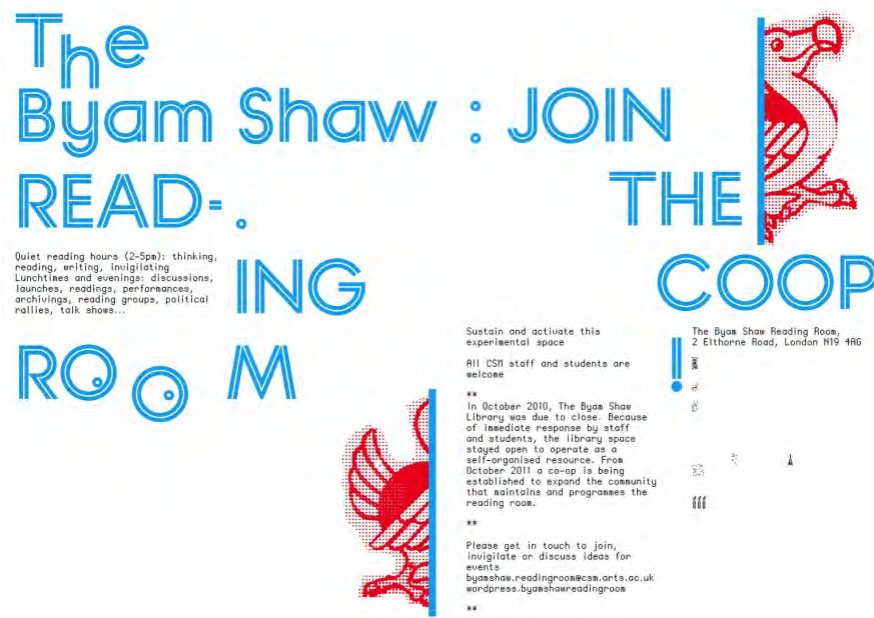 The
Byam Shaw : JOIN
READ=. THE
ING COOP
ROOM !
Quiet reading hours (2-5pm): thinking,
reading, writing, invigilating
Lunchtimes and evenings: discussions,
launches, readings, performances,
archivings, reading groups, political
rallies, talk shows...
Sustain and activate this
experimental space
All CSM staff and students are
welcome
**
In October 2010, The Byam Shaw
Library was due to close. Because
of immediate response by staff
and students, the library space
stayed open to operate as a
self-organised resource. From
October 2011 a co-op is being
established to expand the community
that maintains and programmes the
reading room.
**
Please get in touch to join,
invigilate or discuss ideas for
events
byamshaw.readingroom@csm.arts.ac.uk
wordpress.byamshawreadingroom
**
The Byam Shaw Reading Room,
2 Elthorne Road, London N19 4AG